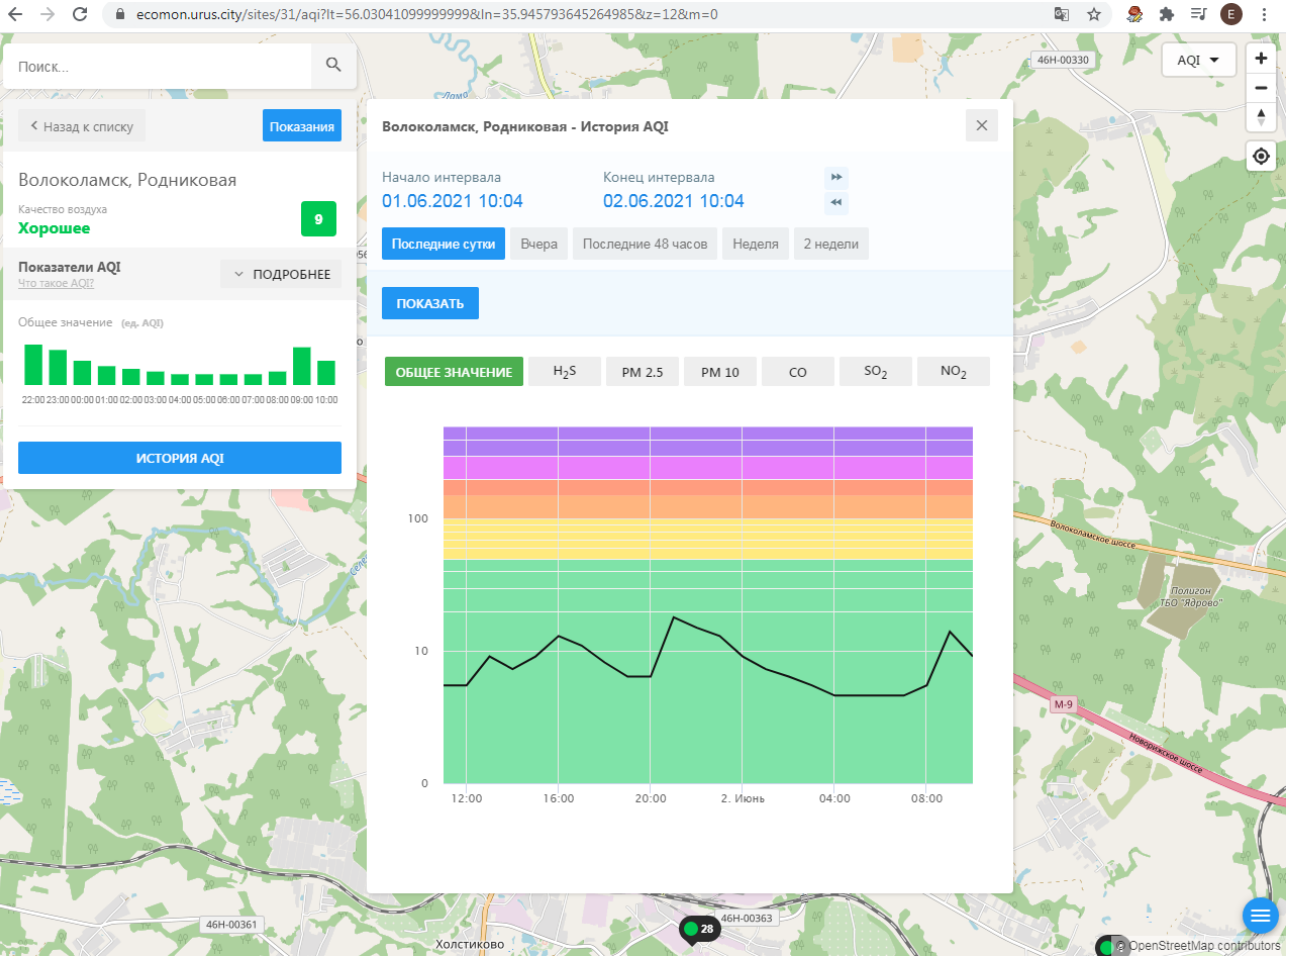 ecomon.urus.city/sites/31/aqi?lt=56.03041099999999&ln=35.945793645264985&z=12&m=0
E
Поиск...
46Н-00330
AQI
Лама
Назад к списку
Показания
Волоколамск, Родниковая - История AQI
Волоколамск, Родниковая
Качество воздуха
Хорошее
9
Начало интервала
Конец интервала
01.06.2021 10:04
02.06.2021 10:04
Последние сутки
Вчера
Последние 48 часов
Неделя
2 недели
Показатели AQI
Что такое AQI?
ПОДРОБНЕЕ
ПОКАЗАТЬ
Общее значение (ед. AQI)
22:00 23:00 00:00 01:00 02:00 03:00 04:00 05:00 06:00 07:00 08:00 09:00 10:00
ИСТОРИЯ AQI
ОБЩЕЕ ЗНАЧЕНИЕ
H2S
PM 2.5
PM 10
CO
SO2
NO2
100
10
0
12:00
16:00
20:00
2. Июнь
04:00
08:00
Волоколамское шоссе
Полигон
ТБО "Ядрово"
М-9
Новорижское шоссе
46Н-00361
46Н-00363
28
Холстиково
© OpenStreetMap contributors